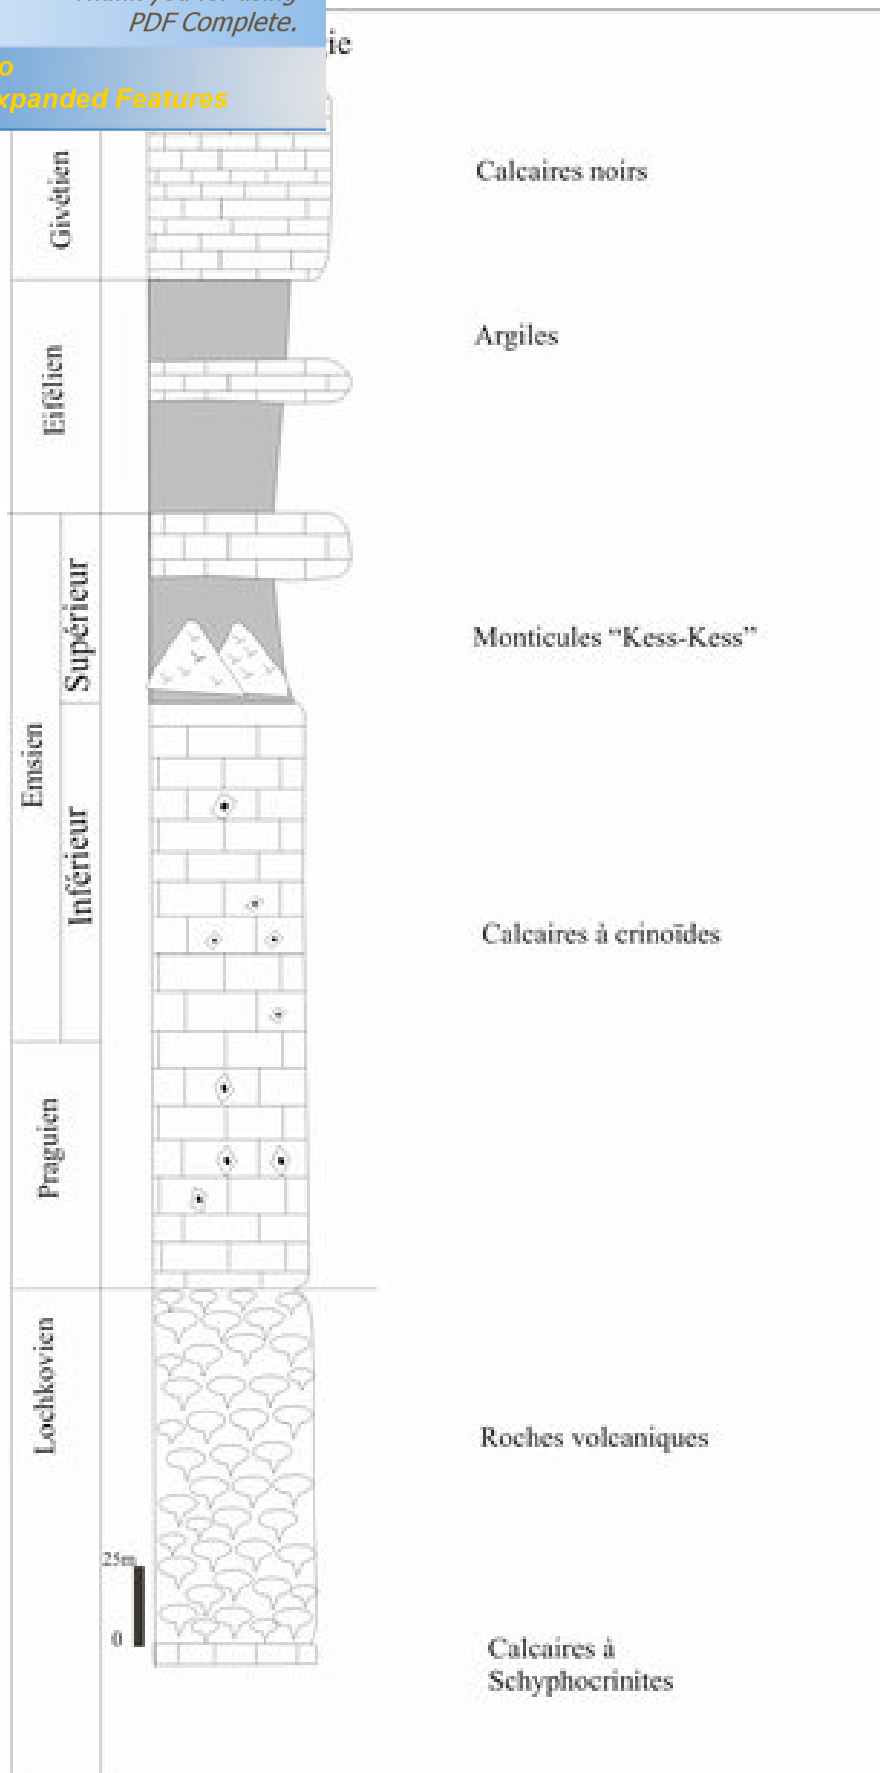 PDF Complete.
xpanded Features
Givétien
Calcaires noirs
Eifélien
Argiles
Emsien
Supérieur
Monticules “Kess-Kess”
Inférieur
Calcaires à crinoïdes
Praguien
Lochkovien
Roches volcaniques
25m
0
Calcaires à
Schyphocrinites